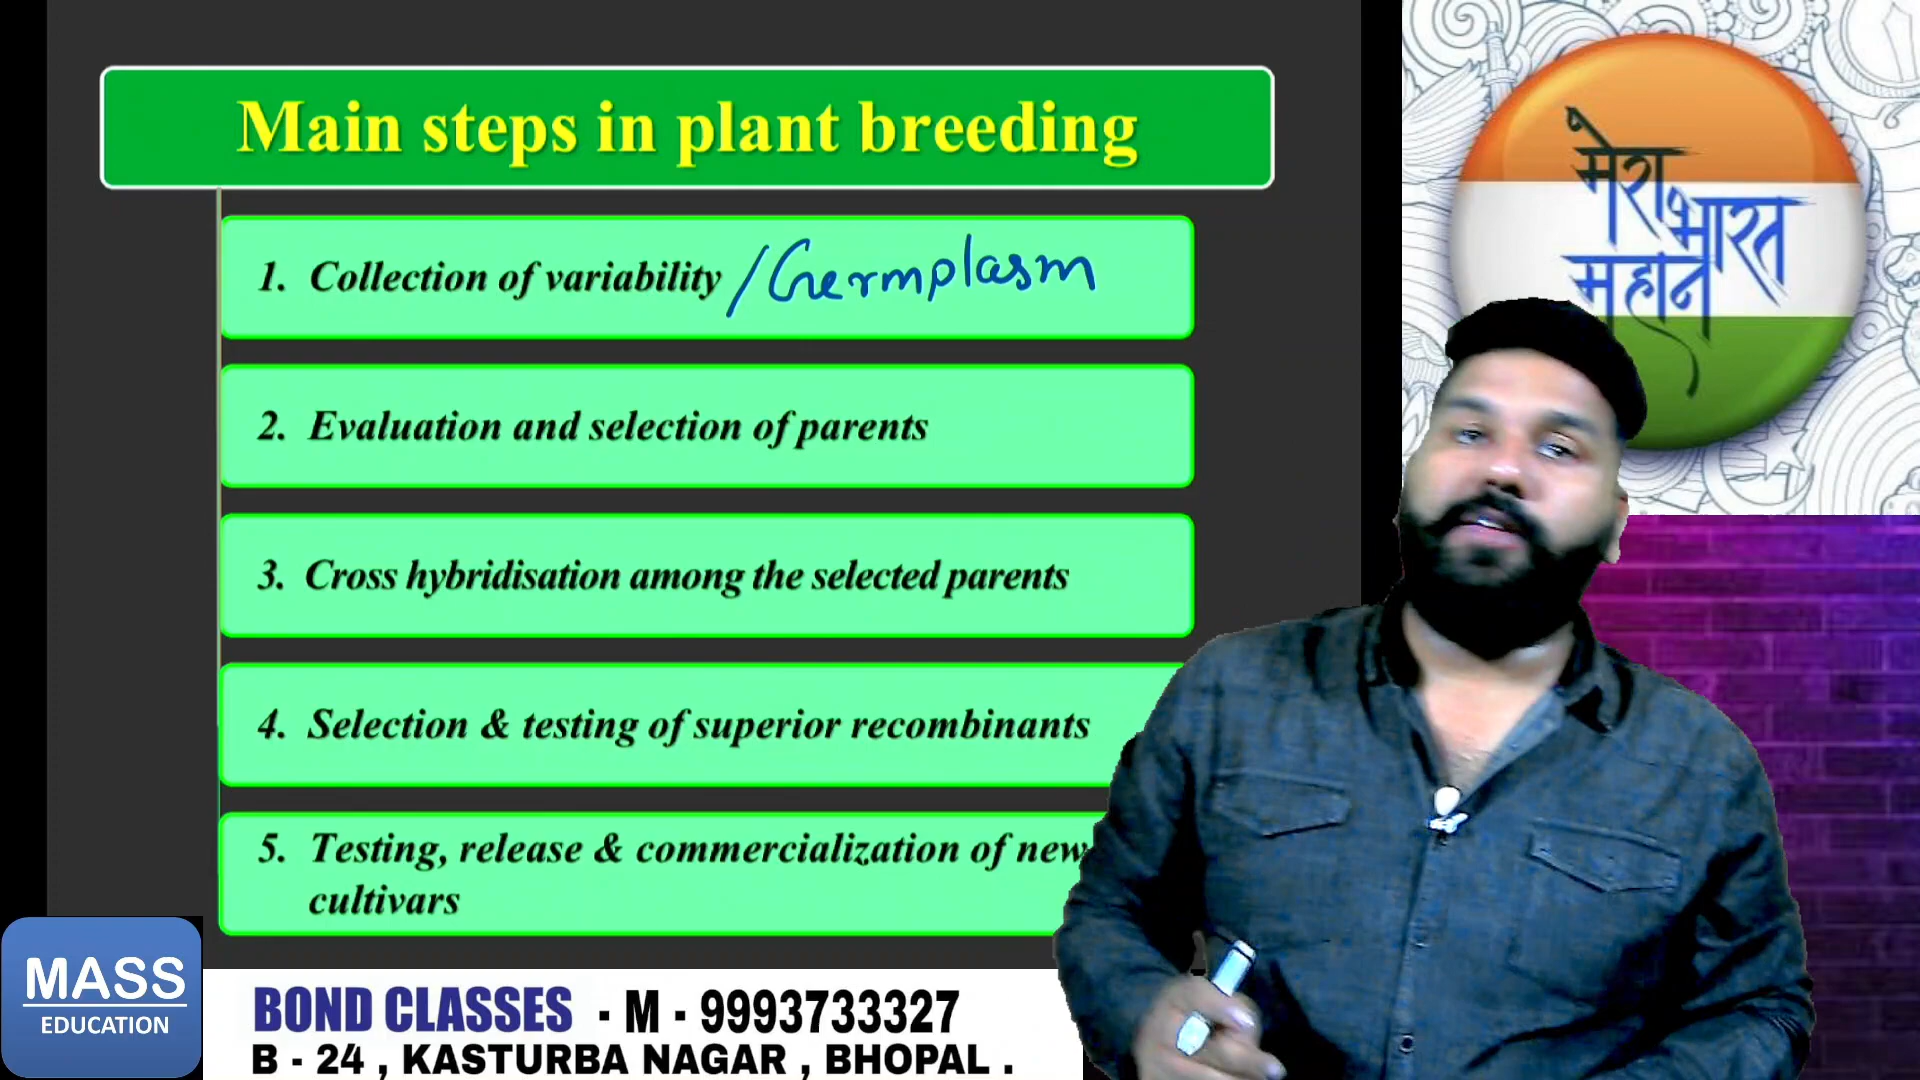 Main steps in plant breeding
1. Collection of variability /Germplasm
2. Evaluation and selection of parents
3. Cross hybridisation among the selected parents
4. Selection & testing of superior recombinants
5. Testing, release & commercialization of new
cultivars
मेरा
भारत
महान
MASS
EDUCATION
BOND CLASSES - M - 9993733327
B - 24 , KASTURBA NAGAR , BHOPAL .